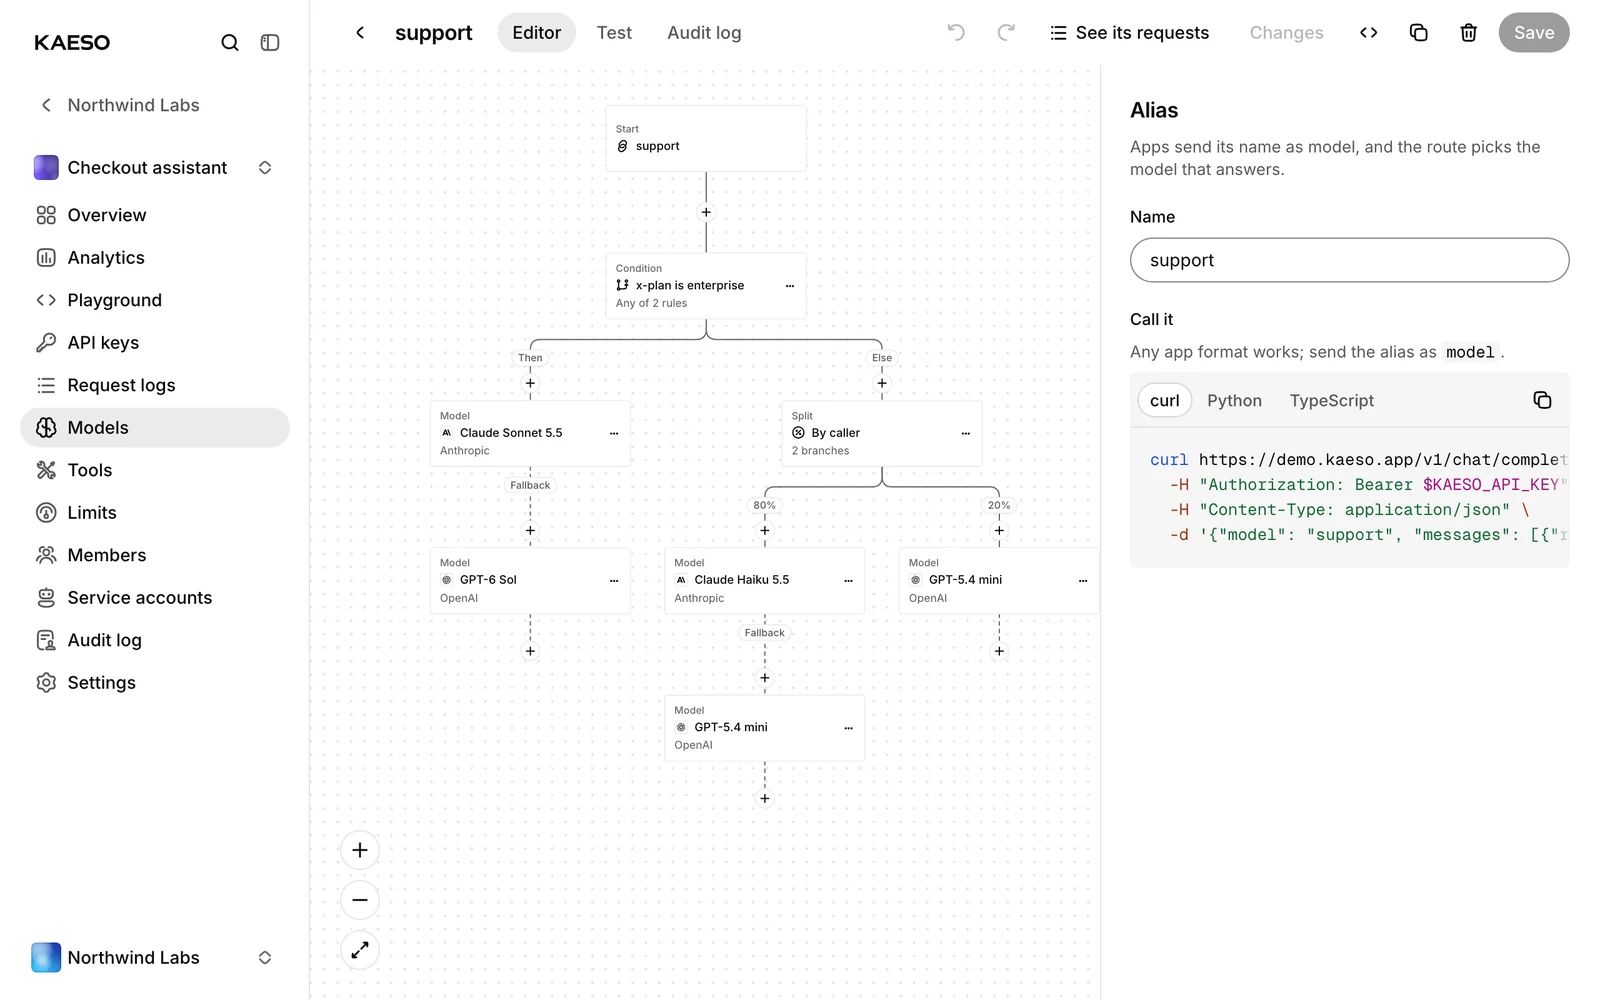 KAESO
Northwind Labs
Checkout assistant
Overview
Analytics
Playground
API keys
Request logs
Models
Tools
Limits
Members
Service accounts
Audit log
Settings
Northwind Labs
support
Editor
Test
Audit log
See its requests
Changes
Save
Start
support
Condition
x-plan is enterprise
Any of 2 rules
Then
Else
Model
Claude Sonnet 5.5
Anthropic
Split
By caller
2 branches
Fallback
80%
20%
Model
GPT-6 Sol
OpenAI
Model
Claude Haiku 5.5
Anthropic
Model
GPT-5.4 mini
OpenAI
Fallback
Model
GPT-5.4 mini
OpenAI
Alias
Apps send its name as model, and the route picks the
model that answers.
Name
support
Call it
Any app format works; send the alias as model.
curl
Python
TypeScript
curl https://demo.kaeso.app/v1/chat/complet
-H "Authorization: Bearer $KAESO_API_KEY"
-H "Content-Type: application/json" \
-d '{"model": "support", "messages": [{"r